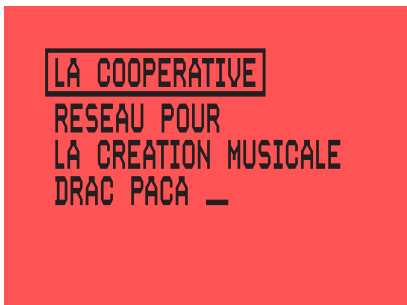 LA COOPERATIVE
RESEAU POUR
LA CREATION MUSICALE
DRAC PACA _